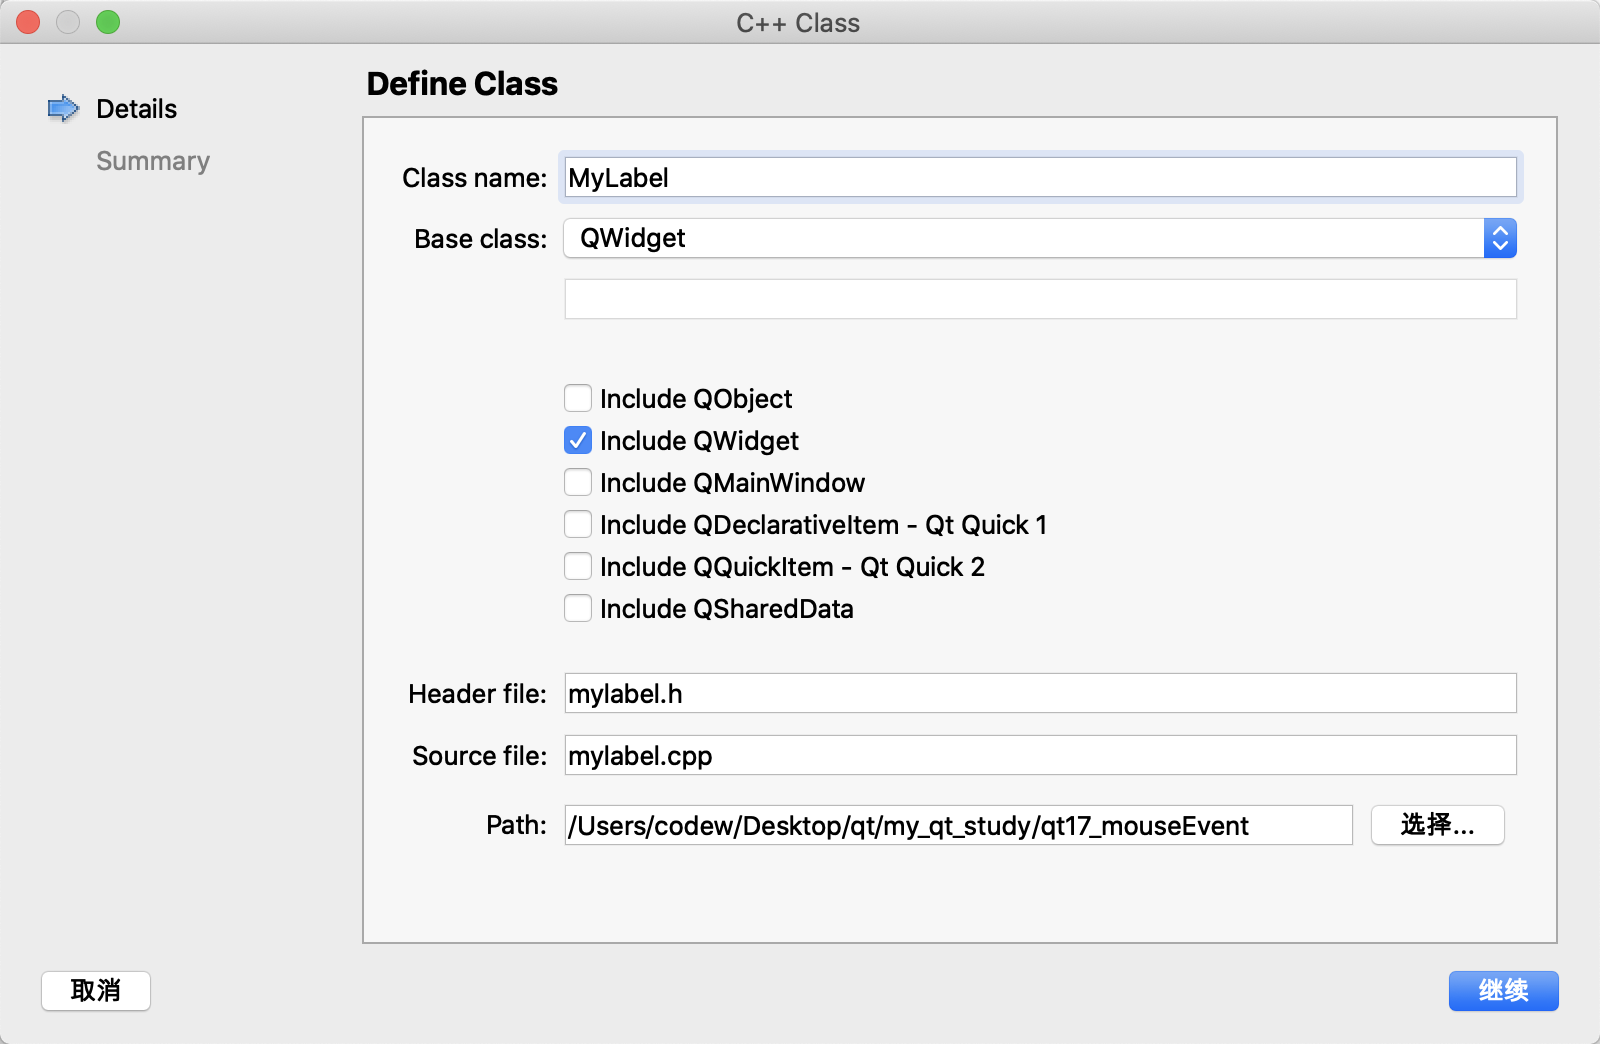 C++ Class
Details
Summary
Define Class
Class name: MyLabel
Base class: QWidget
Include QObject
Include QWidget
Include QMainWindow
Include QDeclarativeItem - Qt Quick 1
Include QQuickItem - Qt Quick 2
Include QSharedData
Header file: mylabel.h
Source file: mylabel.cpp
Path: /Users/codew/Desktop/qt/my_qt_study/qt17_mouseEvent 选择...
取消 继续